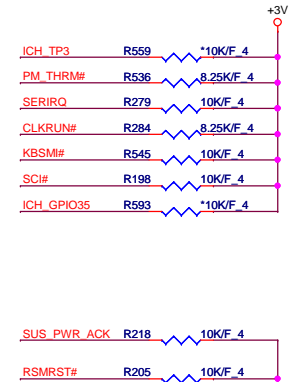 +3V
ICH_TP3 R559 *10K/F_4
PM_THRM# R536 8.25K/F_4
SERIRQ R279 10K/F_4
CLKRUN# R284 8.25K/F_4
KBSMI# R545 10K/F_4
SCI# R198 10K/F_4
ICH_GPIO35 R593 *10K/F_4
SUS_PWR_ACK R218 10K/F_4
RSMRST# R205 10K/F_4